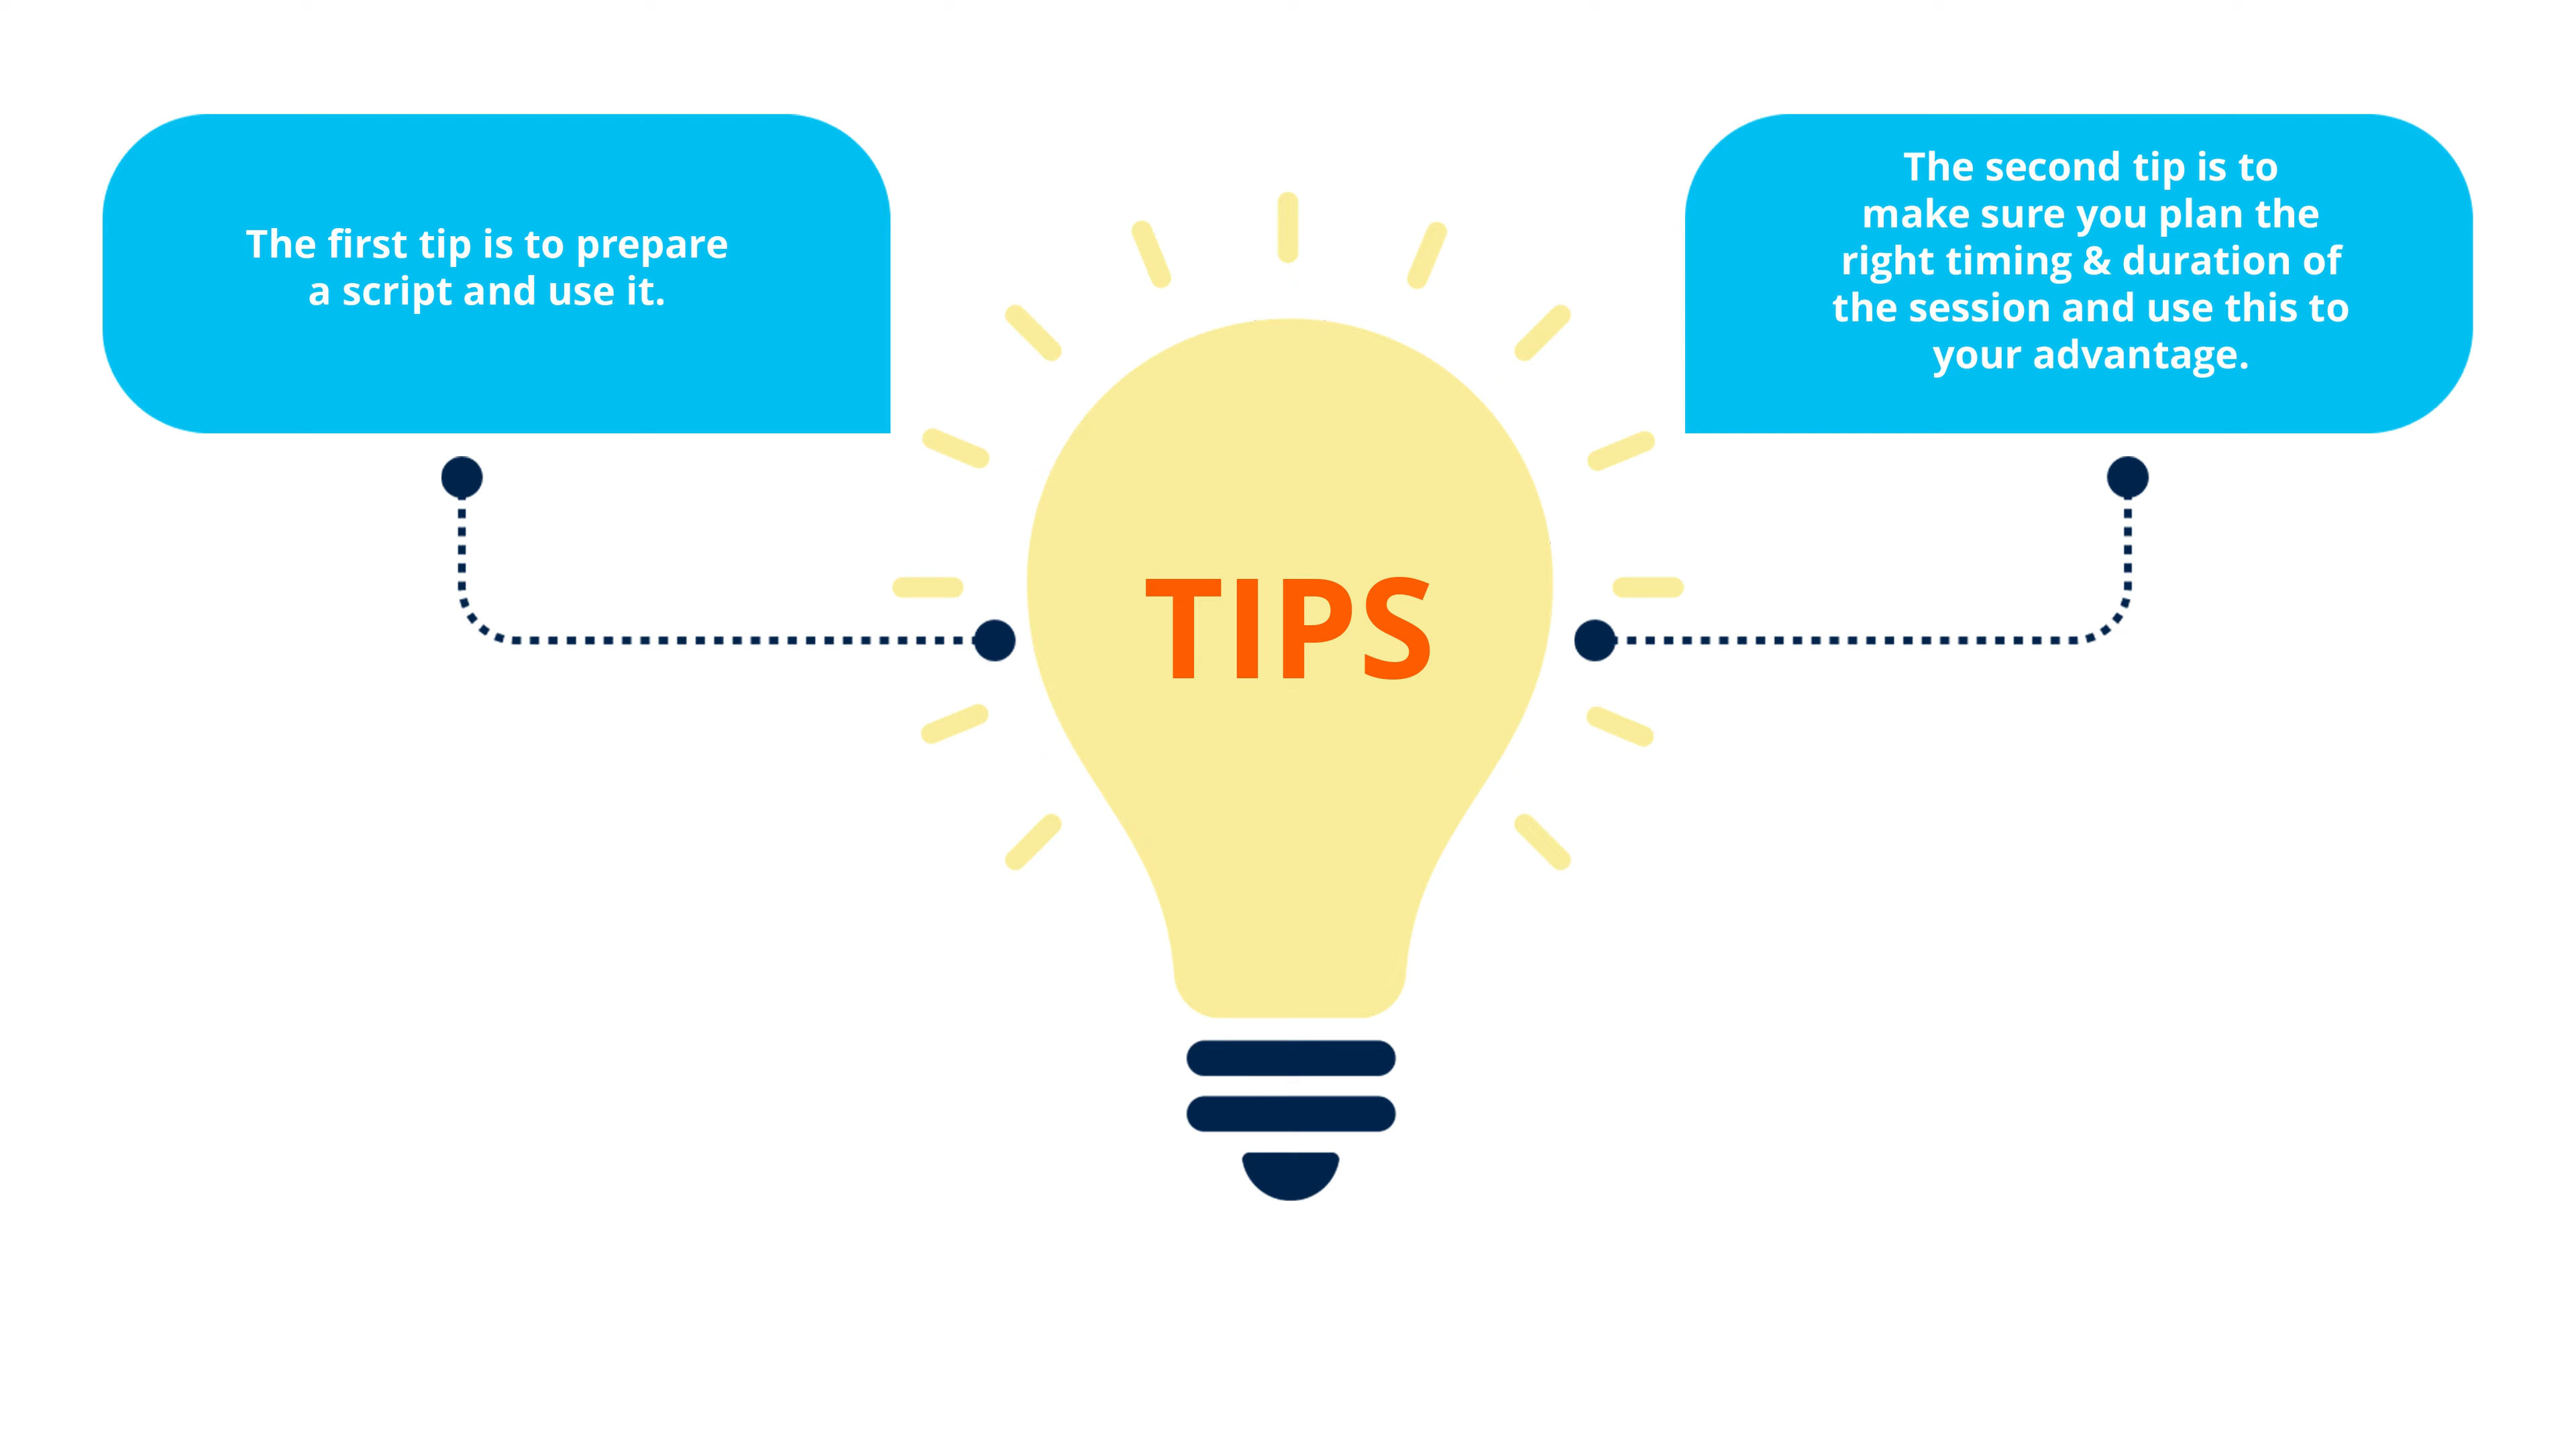 The first tip is to prepare
a script and use it.
The second tip is to
make sure you plan the
right timing & duration of
the session and use this to
your advantage.
TIPS